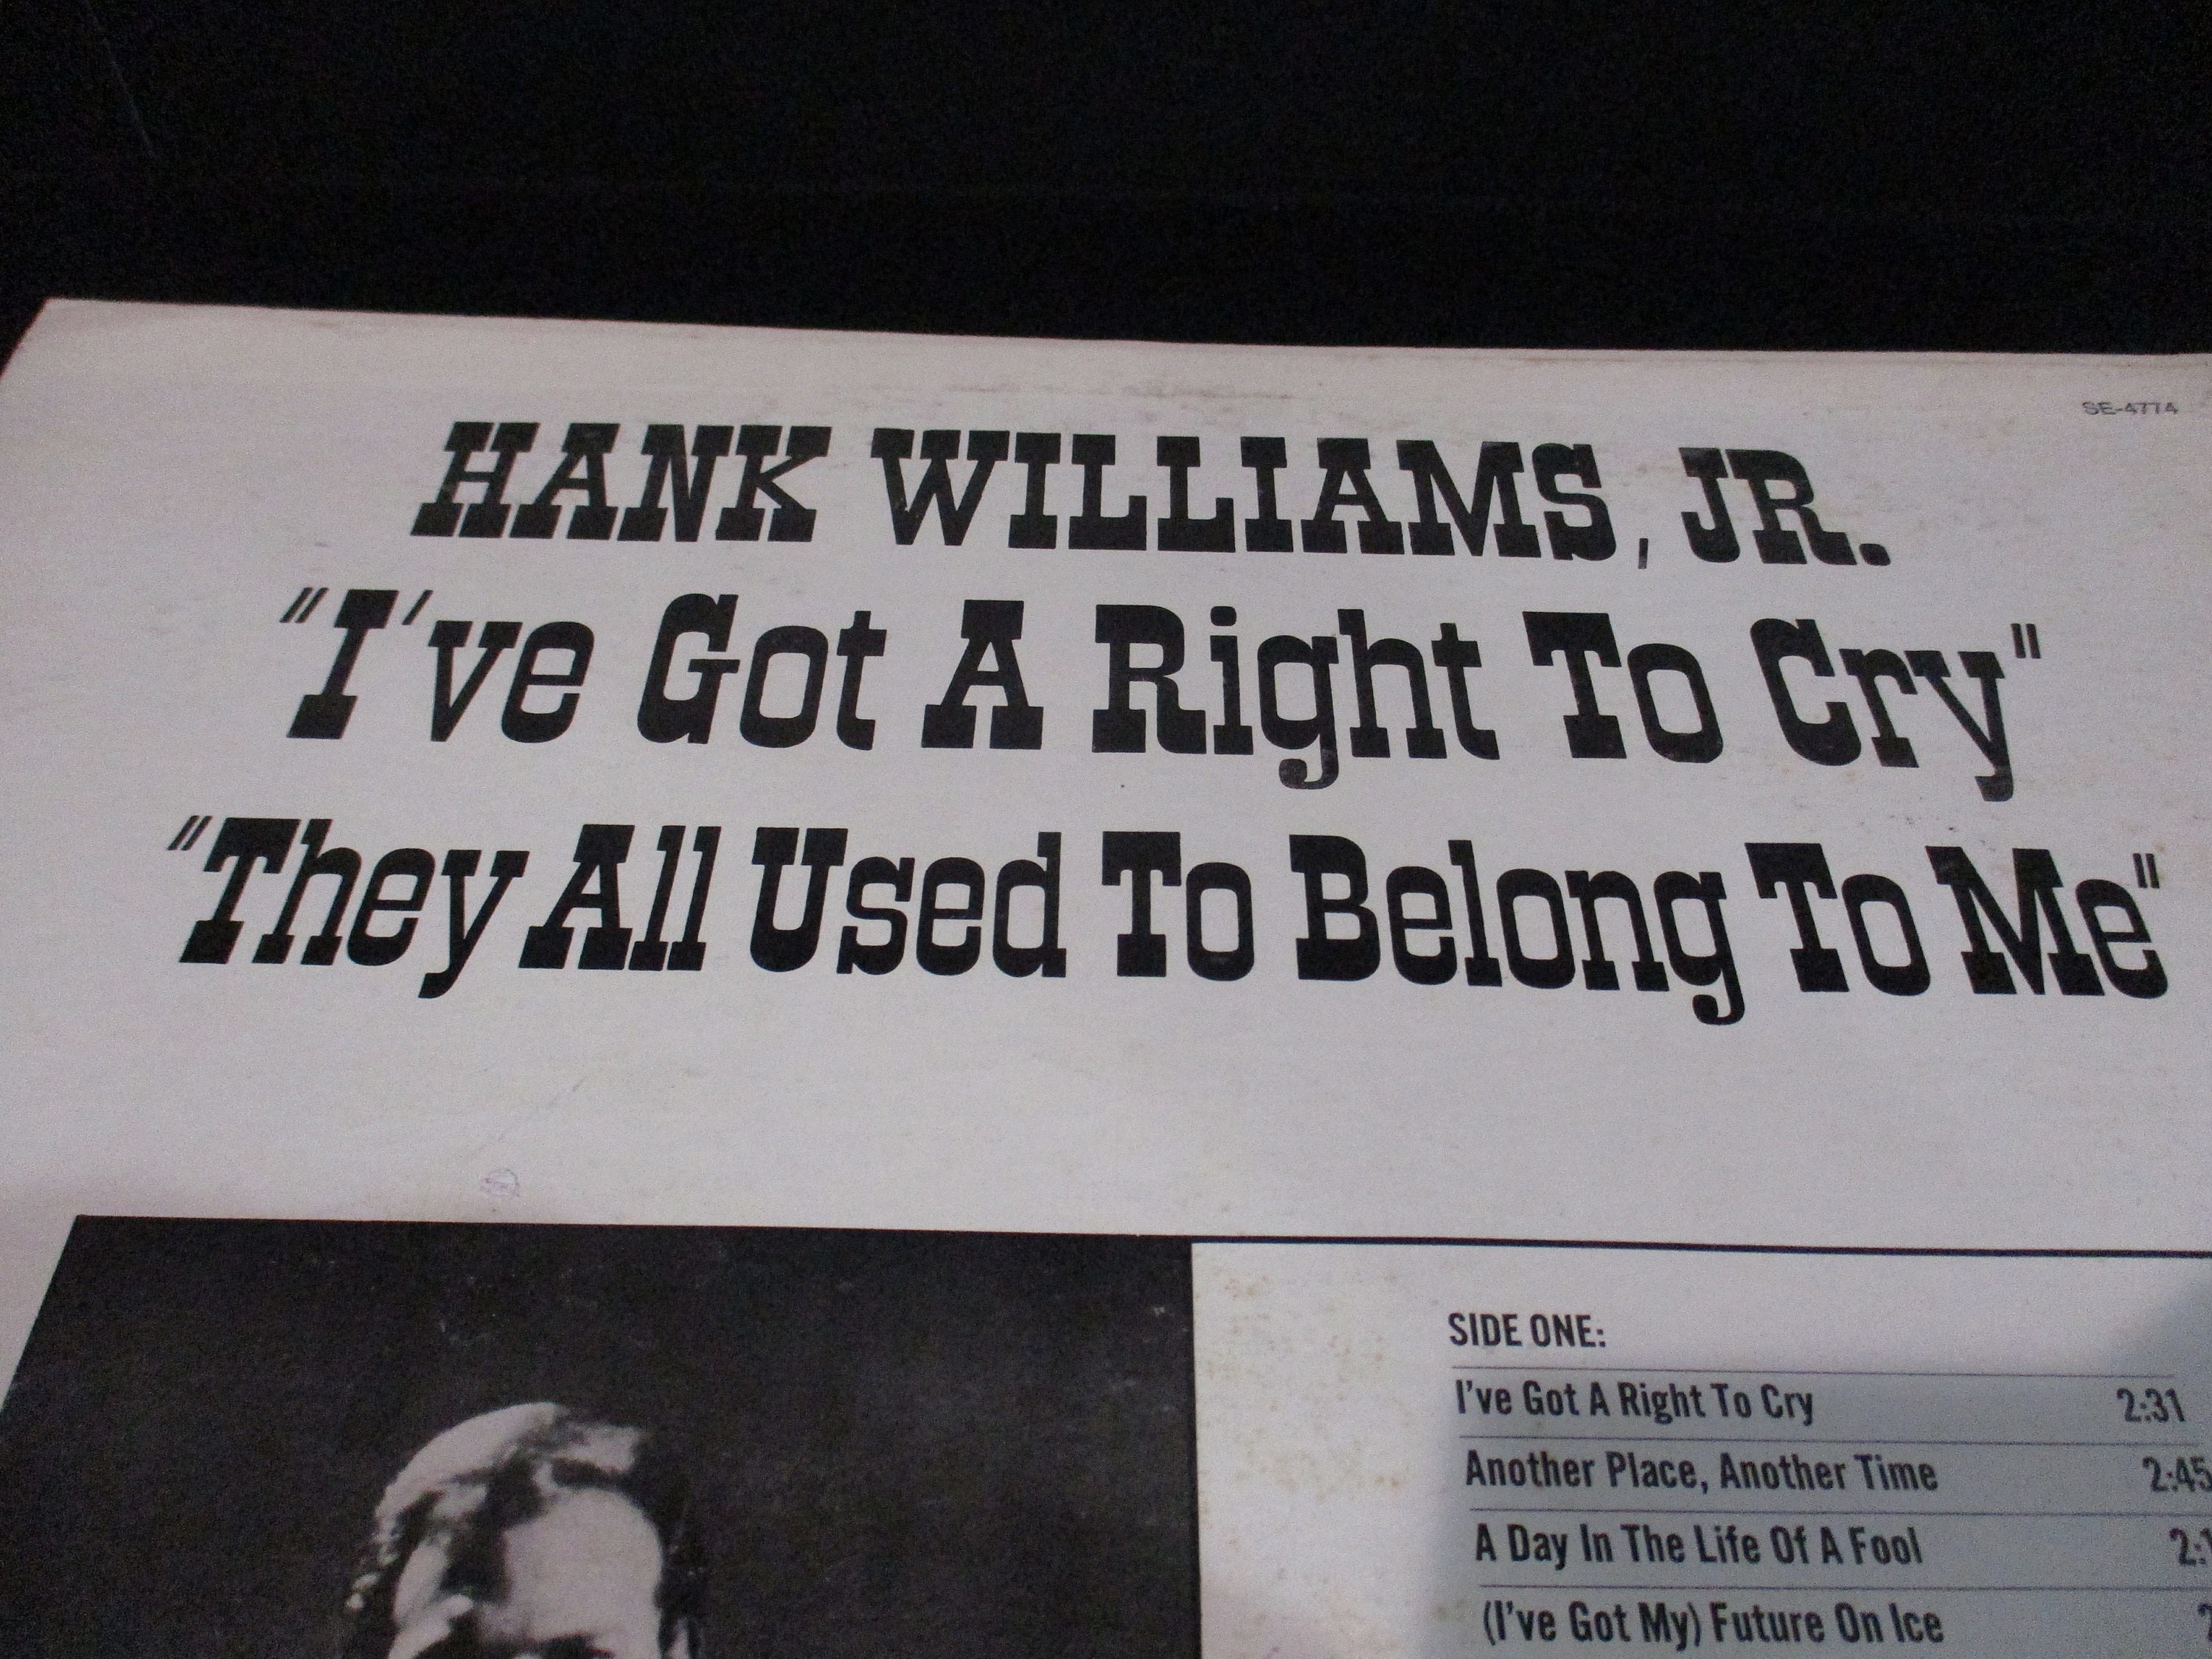 SE-4774
HANK WILLIAMS, JR.
"I've Got A Right To Cry"
"They All Used To Belong To Me"
SIDE ONE:
I've Got A Right To Cry 2:31
Another Place, Another Time 2:45
A Day In The Life Of A Fool
(I've Got My) Future On Ice